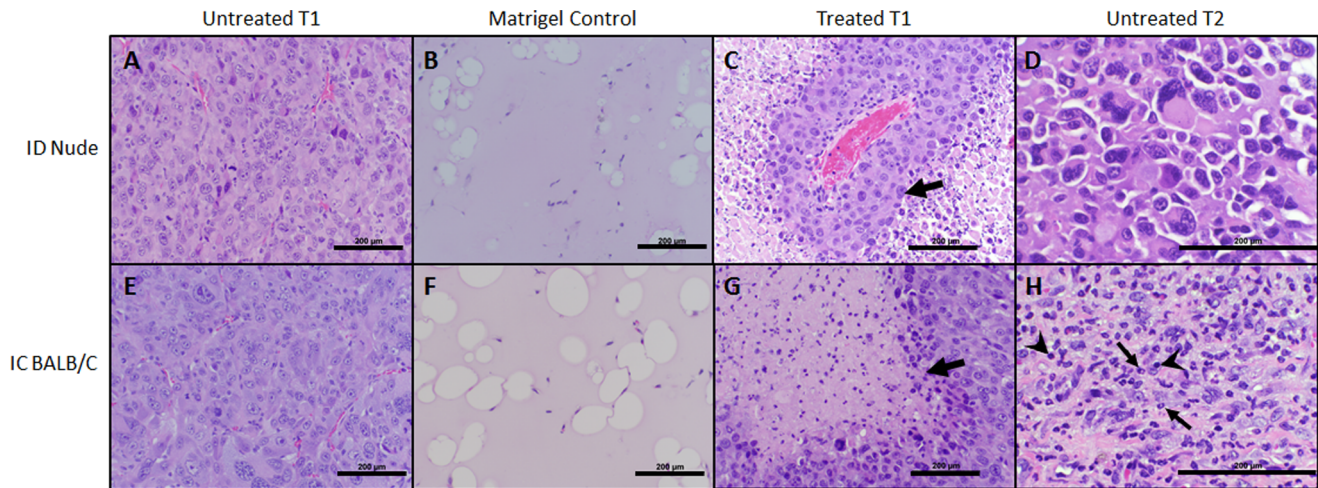 Untreated T1 Matrigel Control Treated T1 Untreated T2
ID Nude
A B C D
200 µm 200 µm 200 µm 200 µm
IC BALB/C
E F G H
200 µm 200 µm 200 µm 200 µm